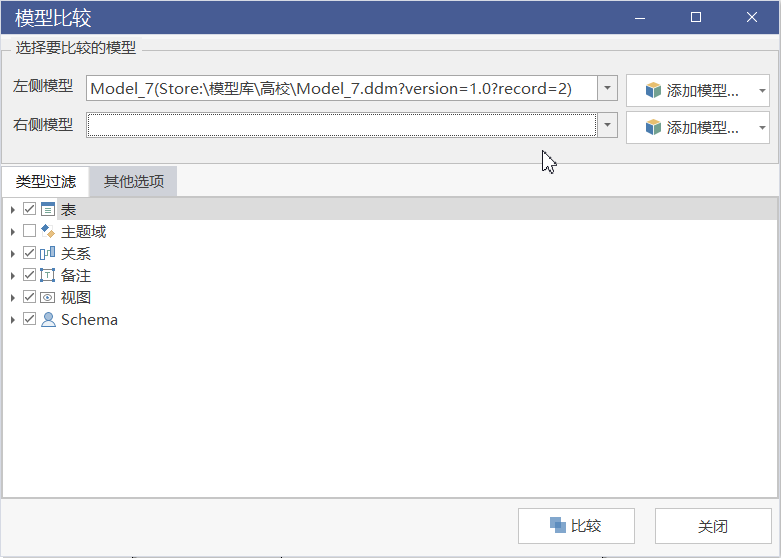 模型比较
选择要比较的模型
左侧模型 Model_7(Store:\模型库\高校\Model_7.ddm?version=1.0?record=2) 添加模型...
右侧模型 添加模型...
类型过滤 其他选项
表
主题域
关系
备注
视图
Schema
比较 关闭